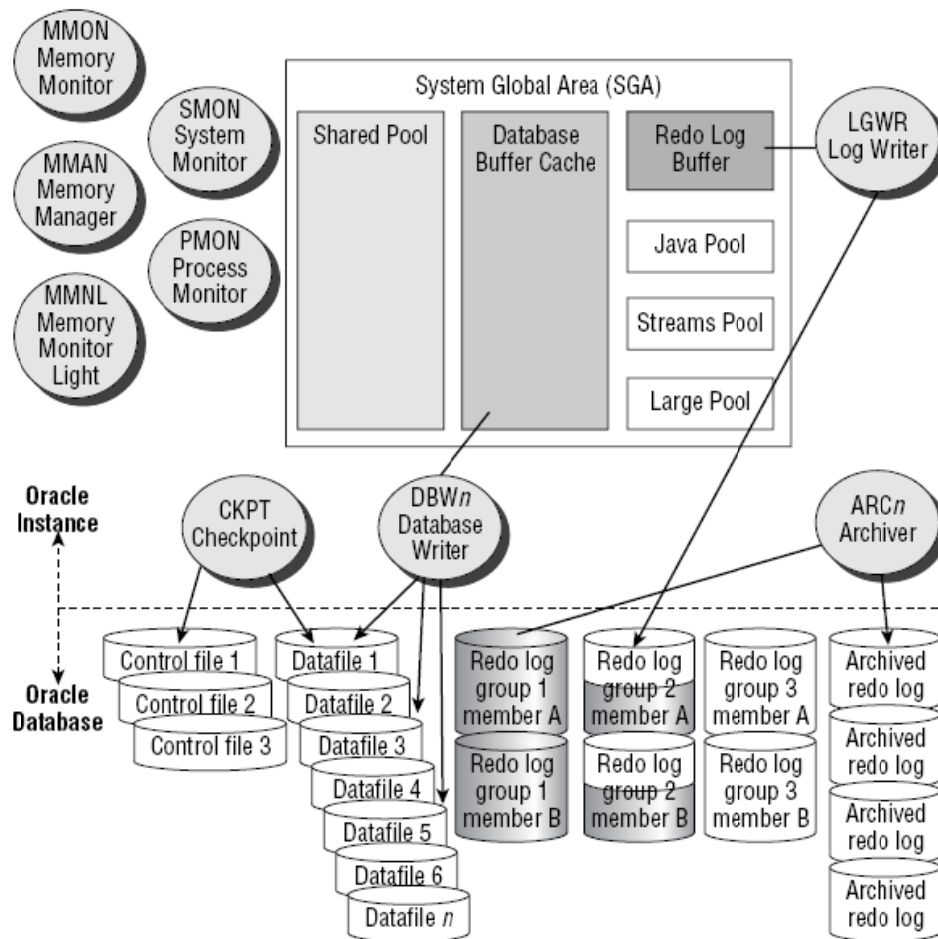 MMON
Memory
Monitor
SMON
System
Monitor
MMAN
Memory
Manager
PMON
Process
Monitor
MMNL
Memory
Monitor
Light
System Global Area (SGA)
Shared Pool
Database
Buffer Cache
Redo Log
Buffer
Java Pool
Streams Pool
Large Pool
LGWR
Log Writer
Oracle
Instance
CKPT
Checkpoint
DBWn
Database
Writer
ARCn
Archiver
Oracle
Database
Control file 1
Control file 2
Control file 3
Datafile 1
Datafile 2
Datafile 3
Datafile 4
Datafile 5
Datafile 6
Datafile n
Redo log
group 1
member A
Redo log
group 1
member B
Redo log
group 2
member A
Redo log
group 2
member B
Redo log
group 3
member A
Redo log
group 3
member B
Archived
redo log
Archived
redo log
Archived
redo log
Archived
redo log